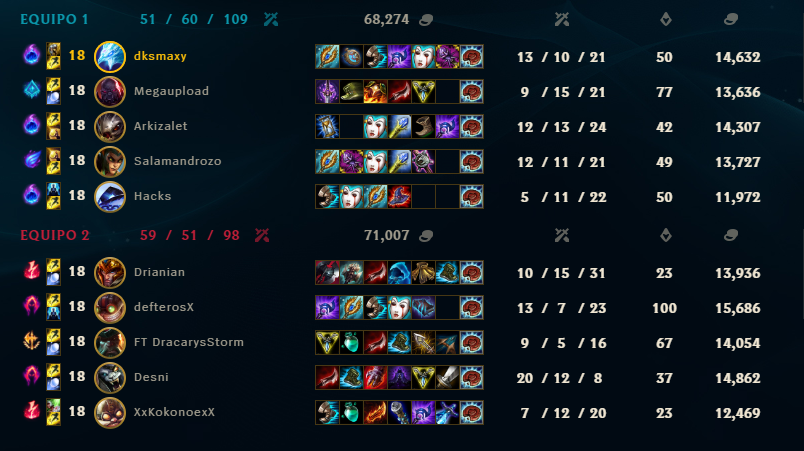 EQUIPO 1 51 / 60 / 109 68,274
18 dksmaxy 13 / 10 / 21 50 14,632
18 Megaupload 9 / 15 / 21 77 13,636
18 Arkizalet 12 / 13 / 24 42 14,307
18 Salamandrozo 12 / 11 / 21 49 13,727
18 Hacks 5 / 11 / 22 50 11,972
EQUIPO 2 59 / 51 / 98 71,007
18 Drianian 10 / 15 / 31 23 13,936
18 defterosX 13 / 7 / 23 100 15,686
18 FT DracarysStorm 9 / 5 / 16 67 14,054
18 Desni 20 / 12 / 8 37 14,862
18 XxKokonoexX 7 / 12 / 20 23 12,469